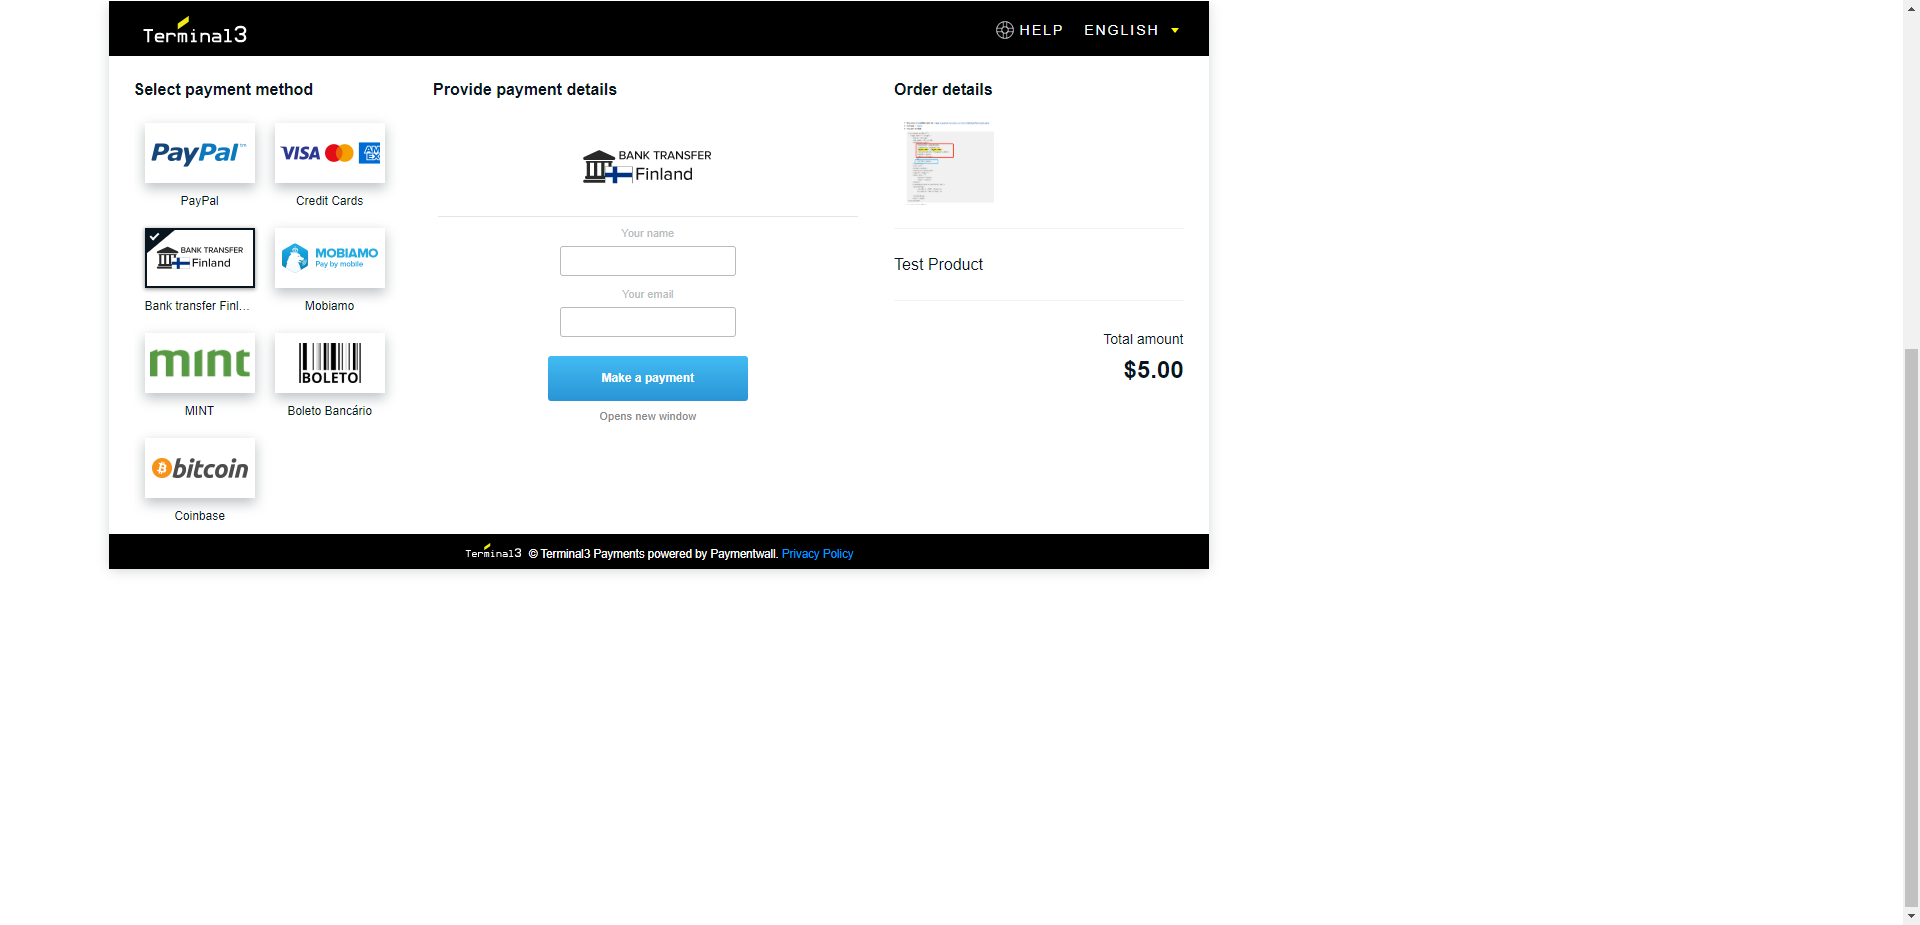 Terminal3
HELP
ENGLISH
Select payment method
PayPal™
PayPal
VISA
AM
EX
Credit Cards
BANK TRANSFER
Finland
Bank transfer Finl...
MOBIAMO
Pay by mobile
Mobiamo
mint
MINT
BOLETO
Boleto Bancário
bitcoin
Coinbase
Provide payment details
BANK TRANSFER
Finland
Your name
Your email
Make a payment
Opens new window
Order details
Test Product
Total amount
$5.00
Terminal3 © Terminal3 Payments powered by Paymentwall. Privacy Policy